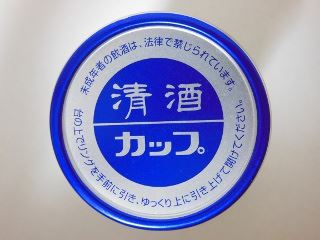 未成年者の飲酒は、法律で禁じられています。
清酒
カップ。
台の上でリングを手前に引き、ゆっくり上に引き上げて開けてください。